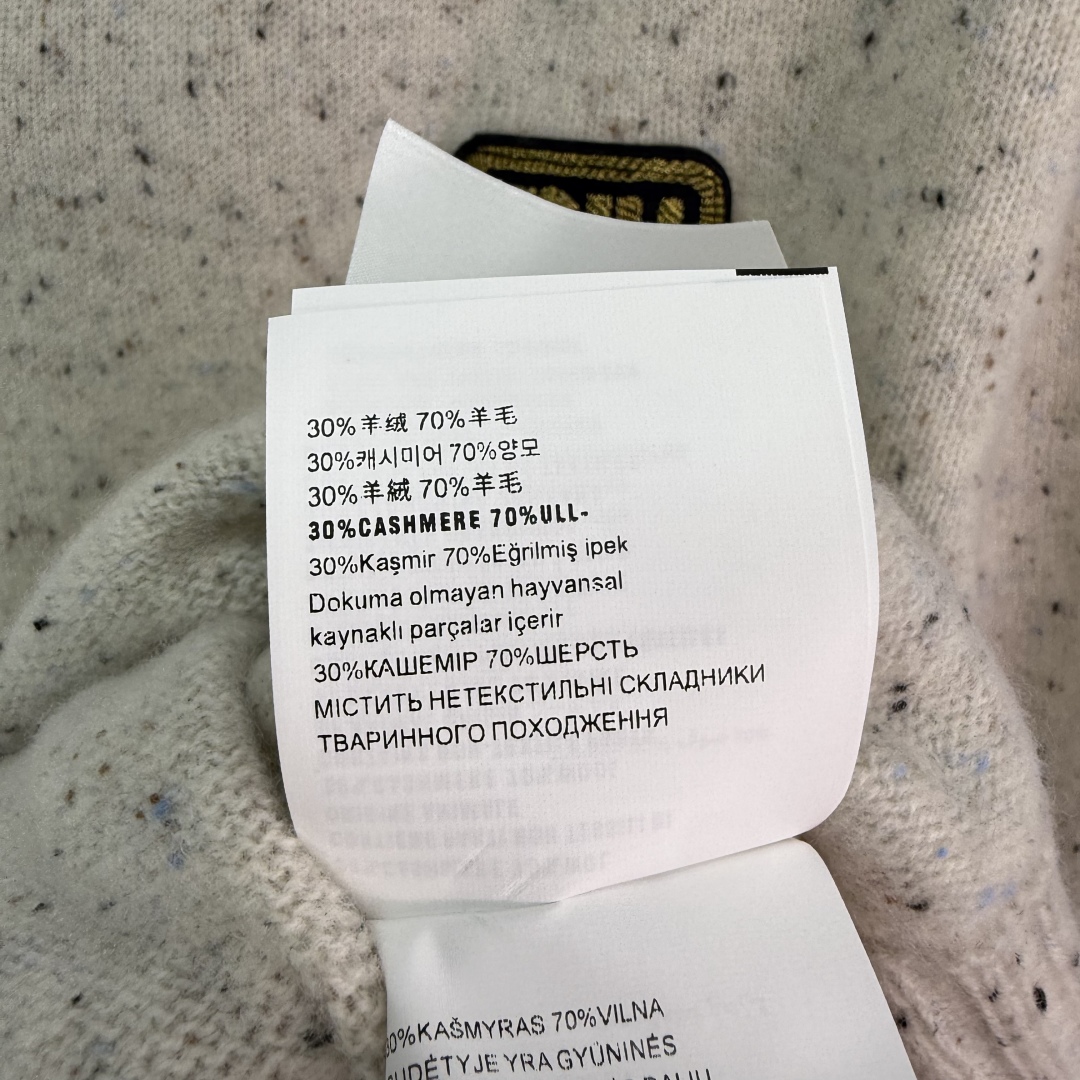 30%羊绒 70%羊毛
30%캐시미어 70%양모
30%羊絨 70%羊毛
30%CASHMERE 70%ULL-
30%Kaşmir 70%Eğrilmiş ipek
Dokuma olmayan hayvansal
kaynaklı parçalar içerir
30%КАШЕМІР 70%ШЕРСТЬ
МІСТИТЬ НЕТЕКСТИЛЬНІ СКЛАДНИКИ
ТВАРИННОГО ПОХОДЖЕННЯ
30%KAŠMYRAS 70%VILNA
YRA GYŪNINĖS